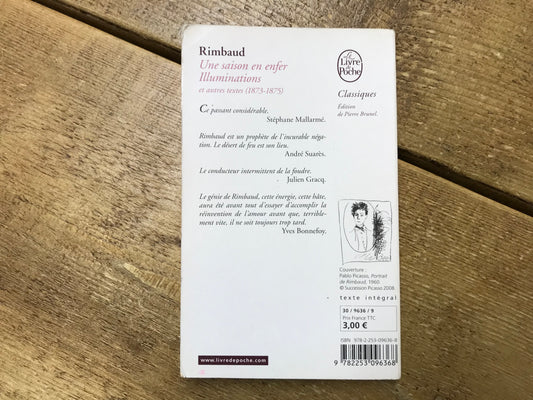 Rimbaud
Une saison en enfer
Illuminations
et autres textes (1873-1875)
Le Livre de Poche
Classiques
Édition
de Pierre Brunel.
Ce passant considérable.
Stéphane Mallarmé.
Rimbaud est un prophète de l'incurable néga-
tion. Le désert de feu est son lieu.
André Suarès.
Le conducteur intermittent de la foudre.
Julien Gracq.
Le génie de Rimbaud, cette énergie, cette hâte,
aura été avant tout d'essayer d'accomplir la
réinvention de l'amour avant que, terrible-
ment vite, il ne soit toujours trop tard.
Yves Bonnefoy.
Couverture :
Pablo Picasso, Portrait
de Rimbaud, 1960.
© Succession Picasso 2008.
texte intégral
30 / 9636 / 9
Prix France TTC
3,00 €
ISBN : 978-2-253-09636-8
9 782253 096368
www.livredepoche.com